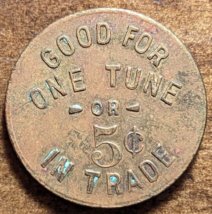 GOOD FOR
ONE TUNE
- OR -
5¢
IN TRADE